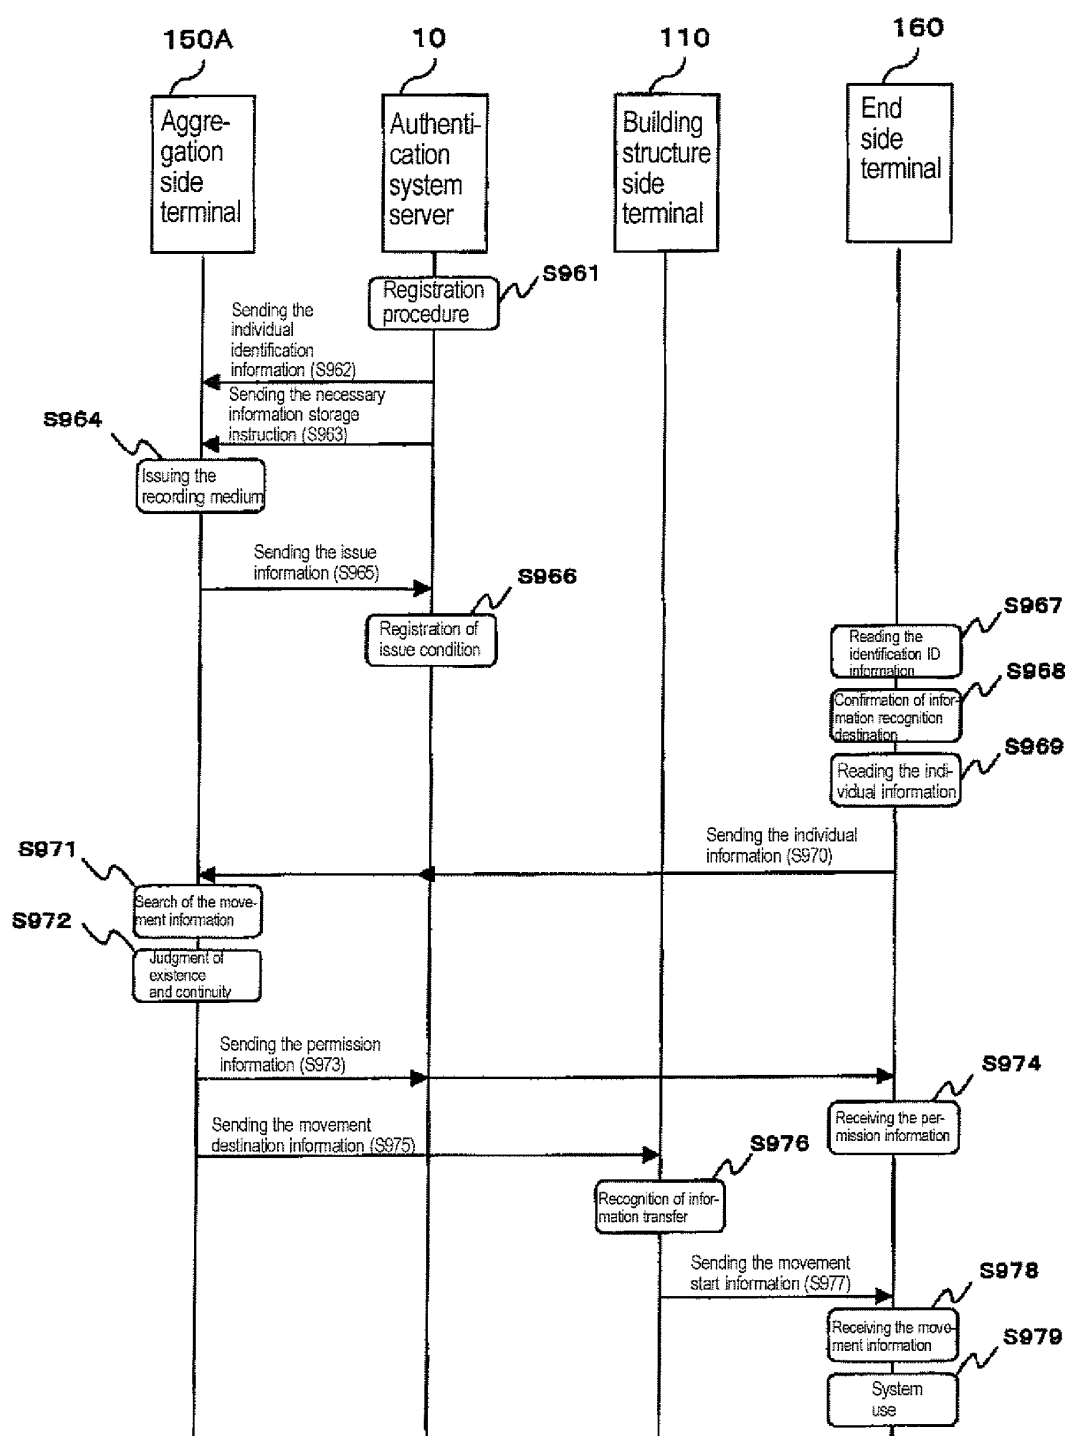 150A
10
110
160
Aggre-
gation
side
terminal
Authenti-
cation
system
server
Building
structure
side
terminal
End
side
terminal
S961
Registration
procedure
Sending the
individual
identification
information (S962)
Sending the necessary
information storage
instruction (S963)
S964
Issuing the
recording medium
Sending the issue
information (S965)
S966
Registration of
issue condition
S967
Reading the
identification ID
information
S968
Confirmation of infor-
mation recognition
destination
S969
Reading the indi-
vidual information
Sending the individual
information (S970)
S971
Search of the move-
ment information
S972
Judgment of
existence
and continuity
Sending the permission
information (S973)
S974
Receiving the per-
mission information
Sending the movement
destination information (S975)
S976
Recognition of infor-
mation transfer
Sending the movement
start information (S977)
S978
Receiving the move-
ment information
S979
System
use